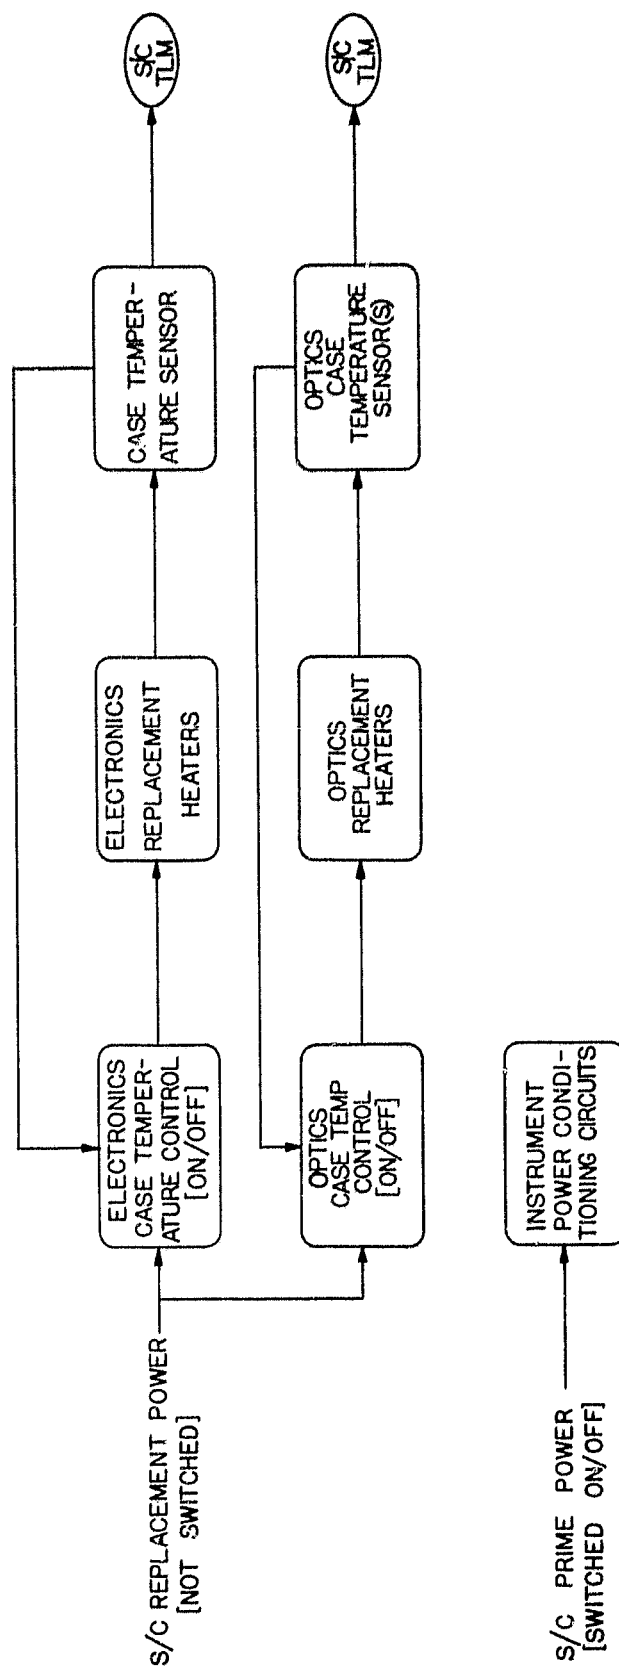 S/C REPLACEMENT POWER
[NOT SWITCHED]
ELECTRONICS
CASE TEMPER-
ATURE CONTROL
[ON/OFF]
ELECTRONICS
REPLACEMENT
HEATERS
CASE TEMPER-
ATURE SENSOR
S/C
TLM
OPTICS
CASE TEMP
CONTROL
[ON/OFF]
OPTICS
REPLACEMENT
HEATERS
OPTICS
CASE
TEMPERATURE
SENSOR(S)
S/C
TLM
S/C PRIME POWER
[SWITCHED ON/OFF]
INSTRUMENT
POWER CONDI-
TIONING CIRCUITS